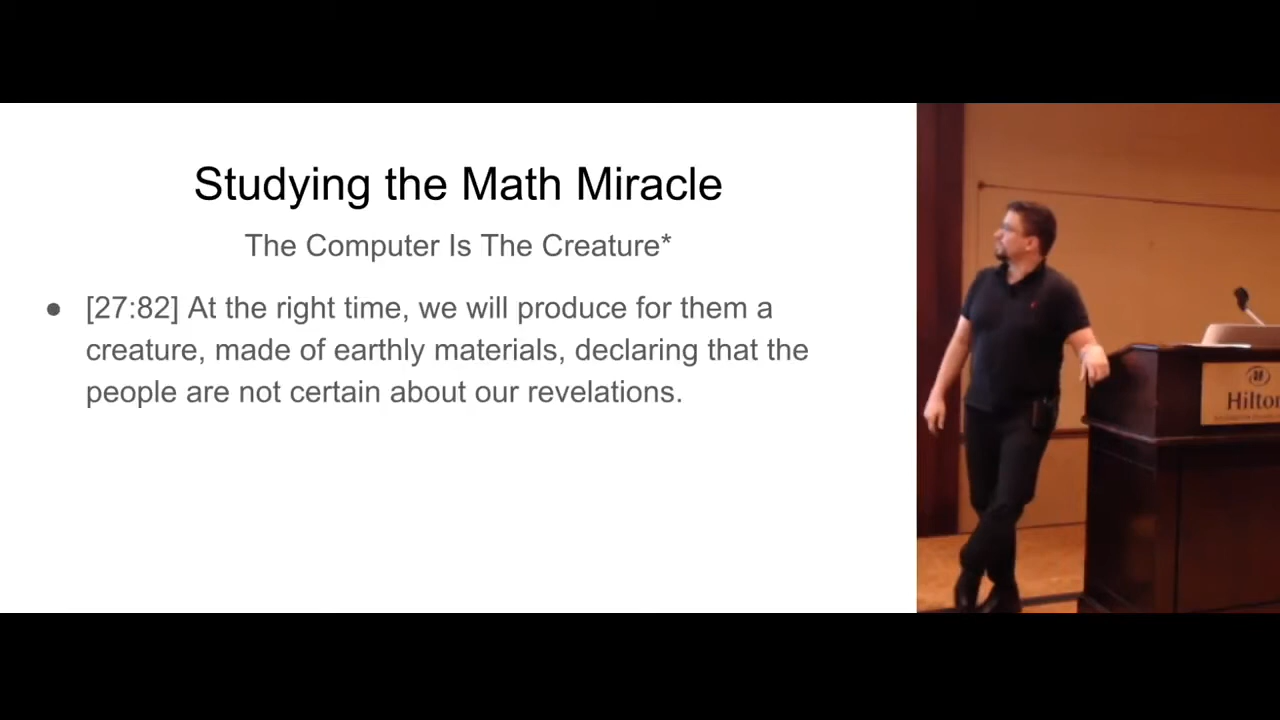 Studying the Math Miracle
The Computer Is The Creature*
● [27:82] At the right time, we will produce for them a
creature, made of earthly materials, declaring that the
people are not certain about our revelations.
Hilton